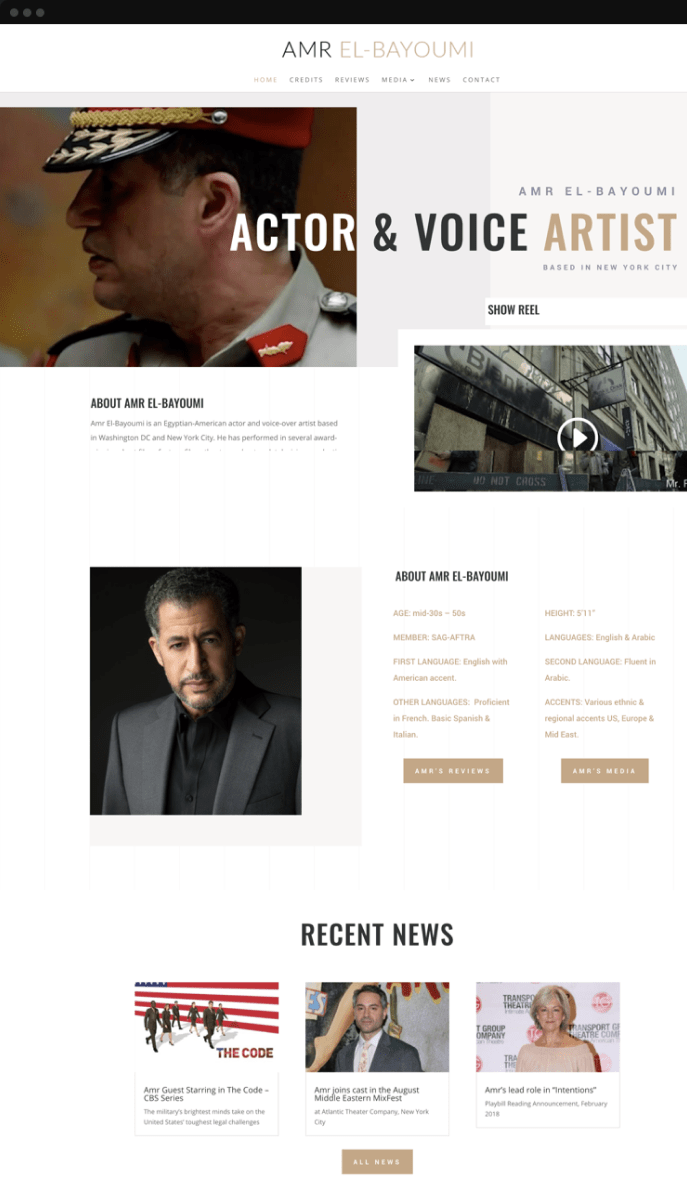 AMR EL-BAYOUMI
HOME CREDITS REVIEWS MEDIA NEWS CONTACT
AMR EL-BAYOUMI
ACTOR & VOICE ARTIST
BASED IN NEW YORK CITY
SHOW REEL
DO NOT CROSS
Mr.
ABOUT AMR EL-BAYOUMI
Amr El-Bayoumi is an Egyptian-American actor and voice-over artist based
in Washington DC and New York City. He has performed in several award-
ABOUT AMR EL-BAYOUMI
AGE: mid-30s – 50s
MEMBER: SAG-AFTRA
FIRST LANGUAGE: English with
American accent.
OTHER LANGUAGES: Proficient
in French. Basic Spanish &
Italian.
HEIGHT: 5'11"
LANGUAGES: English & Arabic
SECOND LANGUAGE: Fluent in
Arabic.
ACCENTS: Various ethnic &
regional accents US, Europe &
Mid East.
AMR'S REVIEWS
AMR'S MEDIA
RECENT NEWS
THE CODE
Amr Guest Starring in The Code –
CBS Series
The military's brightest minds take on the
United States' toughest legal challenges
Amr joins cast in the August
Middle Eastern MixFest
at Atlantic Theater Company, New York
City
TRANSPORT GROUP
THEATRE COMPANY
Amr's lead role in "Intentions"
Playbill Reading Announcement, February
2018
ALL NEWS